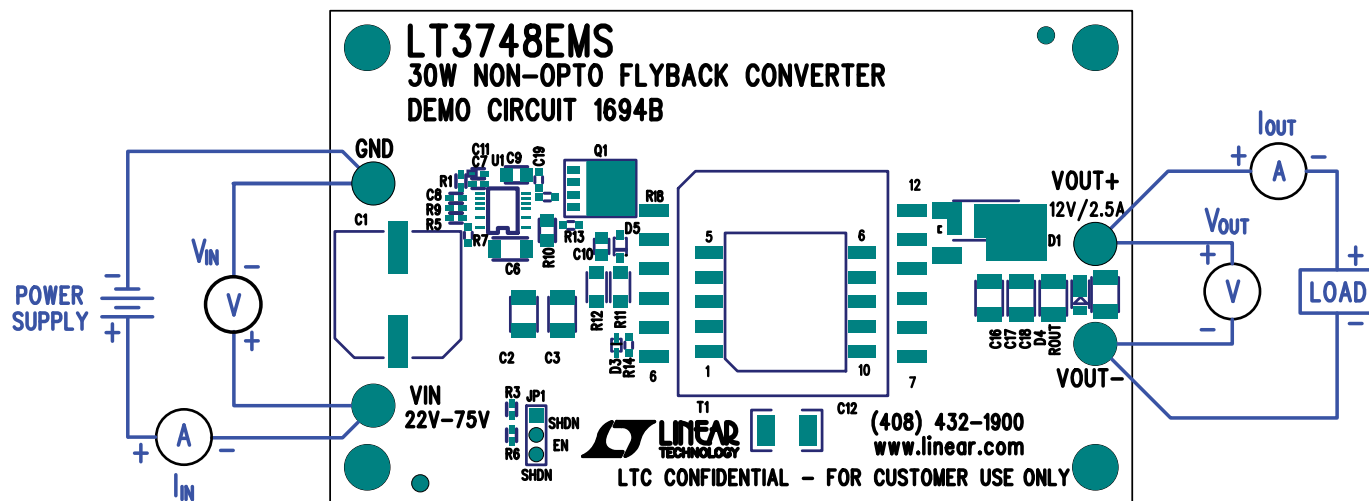 LT3748EMS
30W NON-OPTO FLYBACK CONVERTER
DEMO CIRCUIT 1694B
GND
C11
C7
U1
C9
C19
Q1
R1
C8
R9
R5
C1
R7
C6
R10
R13
C10
D5
R16
12
5
6
D1
VOUT+
12V/2.5A
IOUT
+
A
-
VOUT
+
V
-
+
LOAD
-
VIN
-
V
+
POWER
SUPPLY
-
+
C2
C3
R12
R11
D3
R14
6
1
10
7
C16
C17
C18
D4
ROUT
VOUT-
VIN
22V-75V
R3
JP1
SHDN
EN
R6
SHDN
T1
C12
+
A
-
IIN
LINEAR
TECHNOLOGY
(408) 432-1900
www.linear.com
LTC CONFIDENTIAL - FOR CUSTOMER USE ONLY